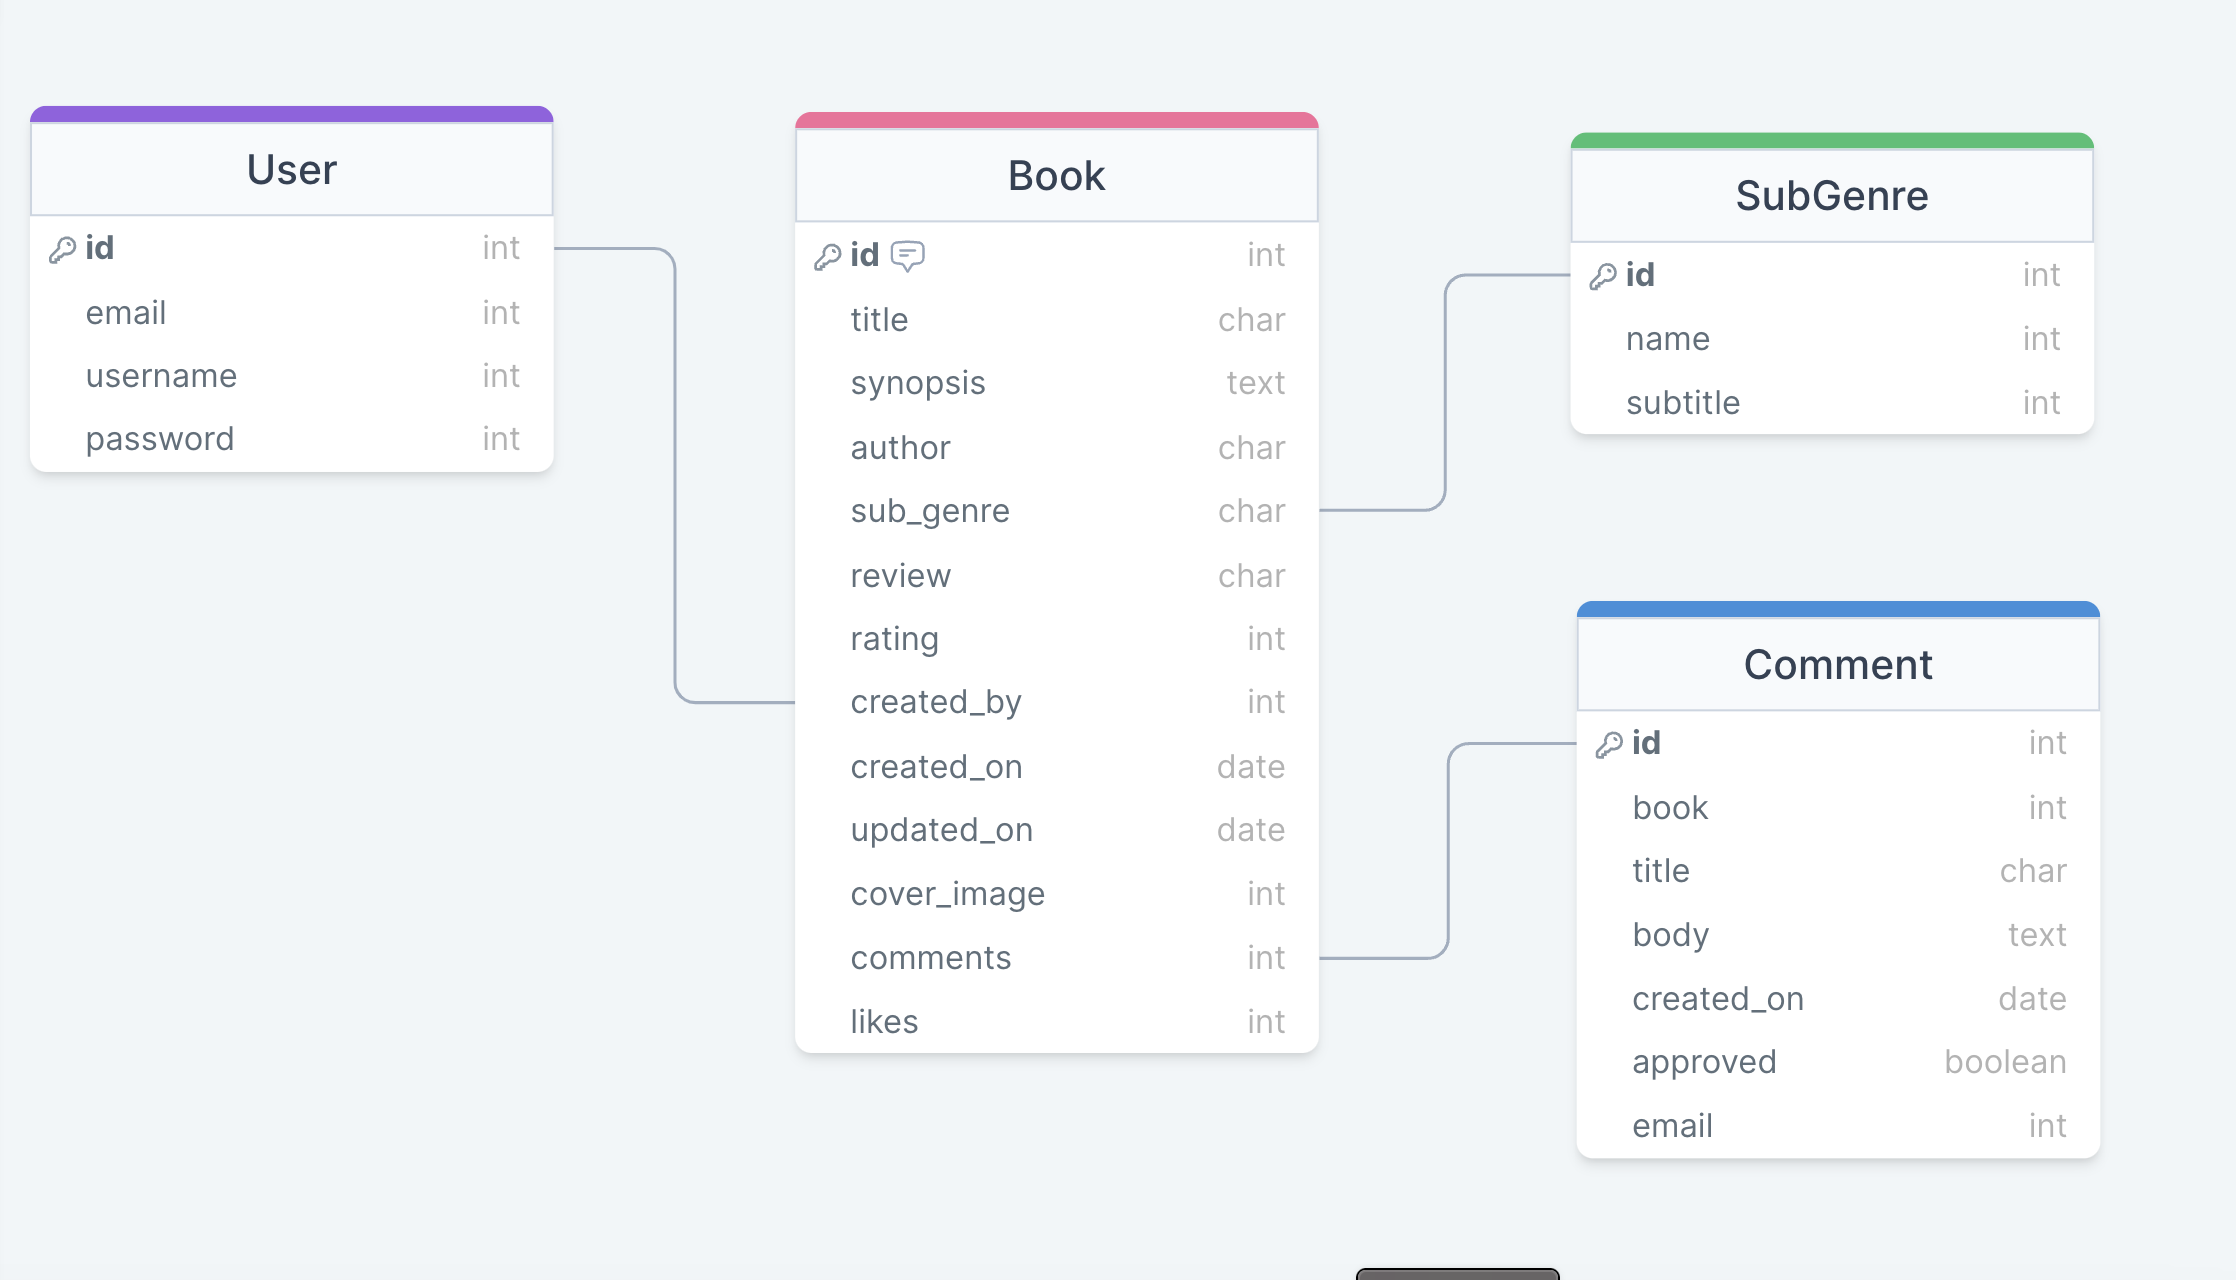 User
id int
email int
username int
password int
Book
id int
title char
synopsis text
author char
sub_genre char
review char
rating int
created_by int
created_on date
updated_on date
cover_image int
comments int
likes int
SubGenre
id int
name int
subtitle int
Comment
id int
book int
title char
body text
created_on date
approved boolean
email int